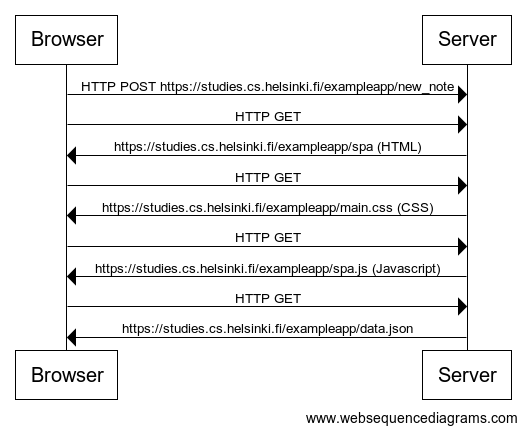 Browser
Server
HTTP POST https://studies.cs.helsinki.fi/exampleapp/new_note
HTTP GET
https://studies.cs.helsinki.fi/exampleapp/spa (HTML)
HTTP GET
https://studies.cs.helsinki.fi/exampleapp/main.css (CSS)
HTTP GET
https://studies.cs.helsinki.fi/exampleapp/spa.js (Javascript)
HTTP GET
https://studies.cs.helsinki.fi/exampleapp/data.json
Browser
Server
www.websequencediagrams.com